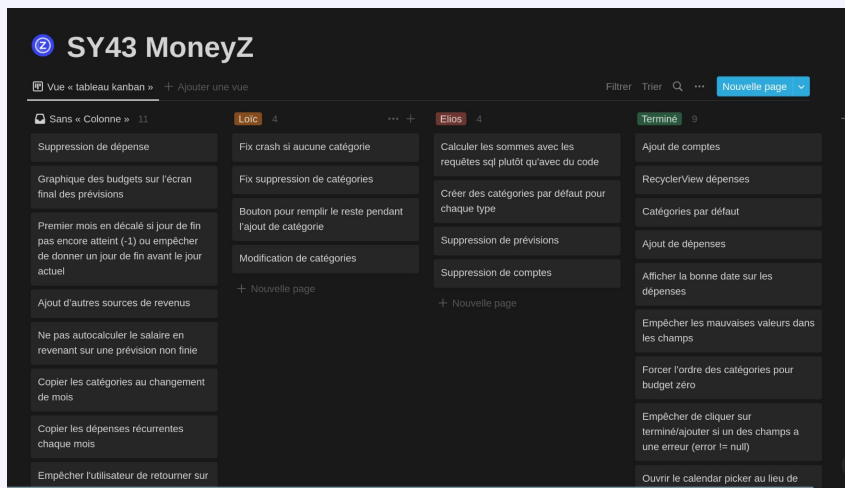 SY43 MoneyZ
Vue « tableau kanban »
Ajouter une vue
Filtrer
Trier
Nouvelle page
Sans « Colonne » 11
Suppression de dépense
Graphique des budgets sur l'écran
final des prévisions
Premier mois en décalé si jour de fin
pas encore atteint (-1) ou empêcher
de donner un jour de fin avant le jour
actuel
Ajout d'autres sources de revenus
Ne pas autocalculer le salaire en
revenant sur une prévision non finie
Copier les catégories au changement
de mois
Copier les dépenses récurrentes
chaque mois
Empêcher l'utilisateur de retourner sur
Loïc 4
Fix crash si aucune catégorie
Fix suppression de catégories
Bouton pour remplir le reste pendant
l'ajout de catégorie
Modification de catégories
+ Nouvelle page
Elios 4
Calculer les sommes avec les
requêtes sql plutôt qu'avec du code
Créer des catégories par défaut pour
chaque type
Suppression de prévisions
Suppression de comptes
+ Nouvelle page
Terminé 9
Ajout de comptes
RecyclerView dépenses
Catégories par défaut
Ajout de dépenses
Afficher la bonne date sur les
dépenses
Empêcher les mauvaises valeurs dans
les champs
Forcer l'ordre des catégories pour
budget zéro
Empêcher de cliquer sur
terminé/ajouter si un des champs a
une erreur (error != null)
Ouvrir le calendar picker au lieu de